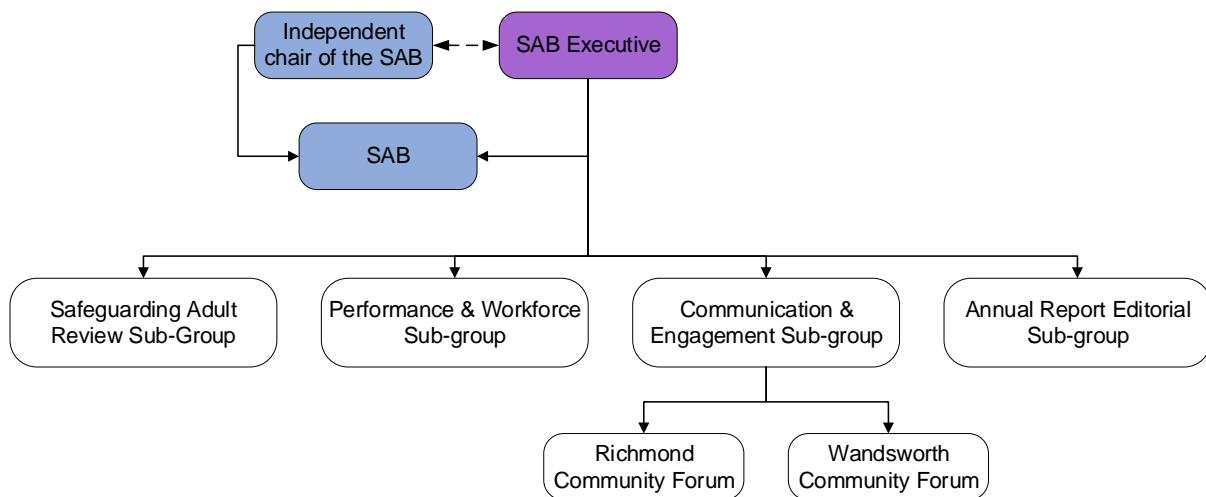 Independent
chair of the SAB
SAB Executive
SAB
Safeguarding Adult
Review Sub-Group
Performance & Workforce
Sub-group
Communication &
Engagement Sub-group
Annual Report Editorial
Sub-group
Richmond
Community Forum
Wandsworth
Community Forum